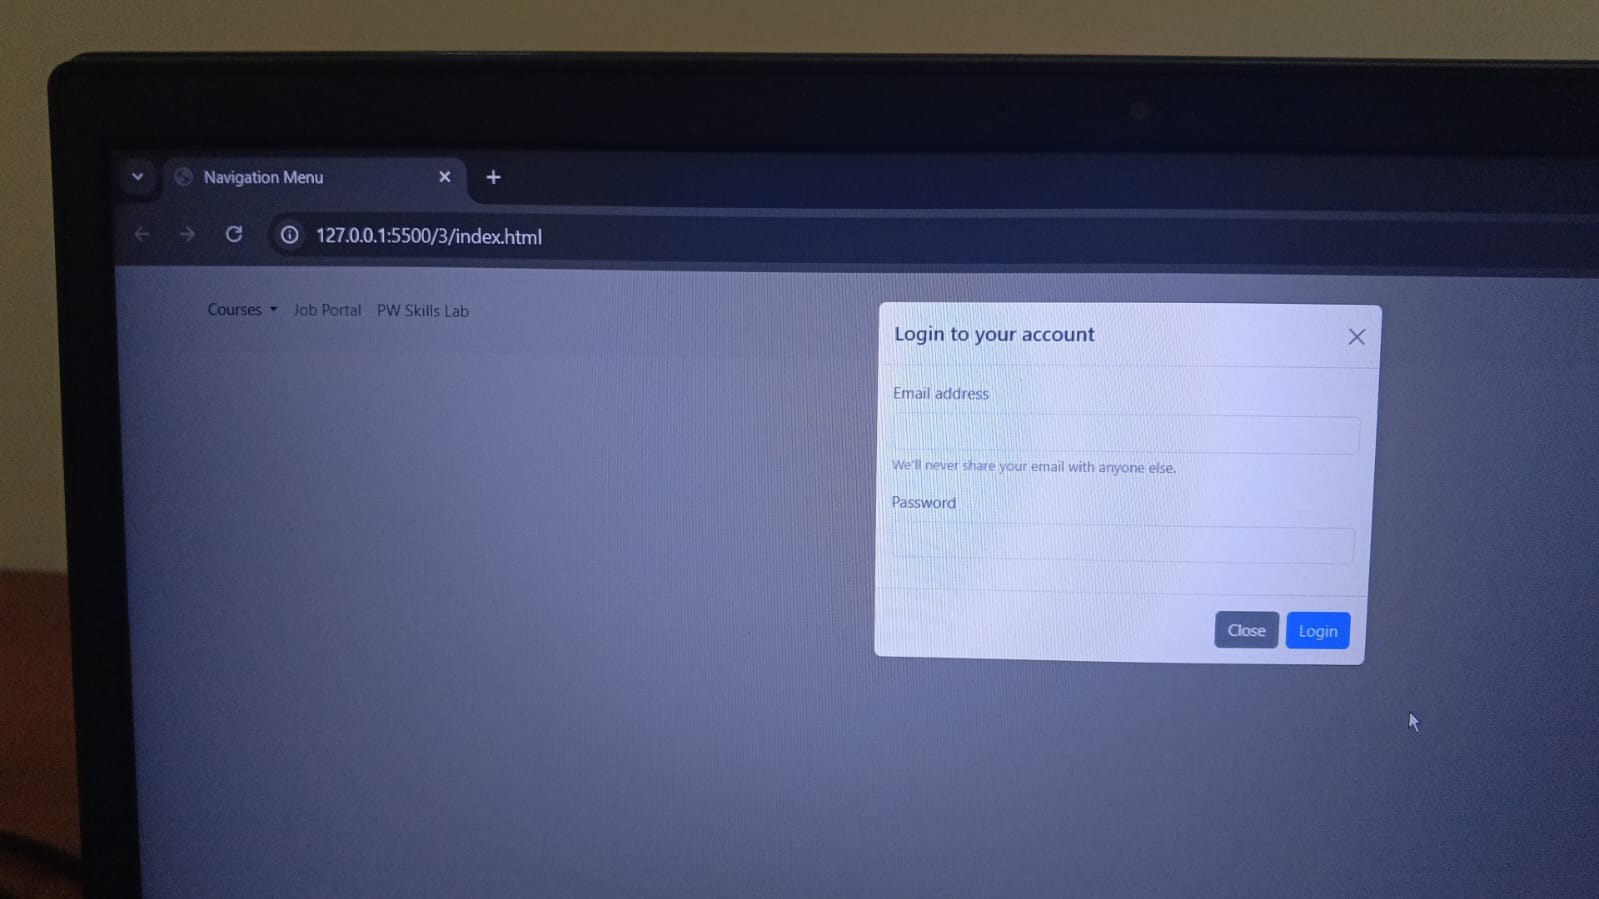 Navigation Menu
127.0.0.1:5500/3/index.html
Courses Job Portal PW Skills Lab
Login to your account
Email address
We'll never share your email with anyone else.
Password
Close Login